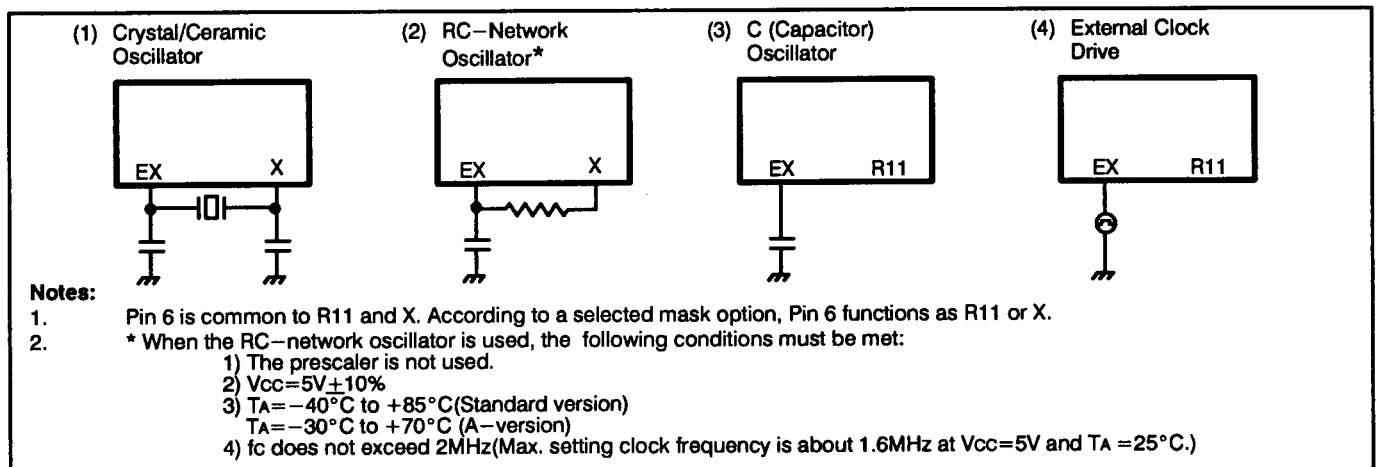 (1) Crystal/Ceramic Oscillator
(2) RC-Network Oscillator*
(3) C (Capacitor) Oscillator
(4) External Clock Drive
EX X
EX X
EX R11
EX R11
Notes:
1. Pin 6 is common to R11 and X. According to a selected mask option, Pin 6 functions as R11 or X.
2. * When the RC-network oscillator is used, the following conditions must be met:
1) The prescaler is not used.
2) Vcc=5V±10%
3) TA=-40°C to +85°C(Standard version)
TA=-30°C to +70°C (A-version)
4) fc does not exceed 2MHz(Max. setting clock frequency is about 1.6MHz at Vcc=5V and TA =25°C.)